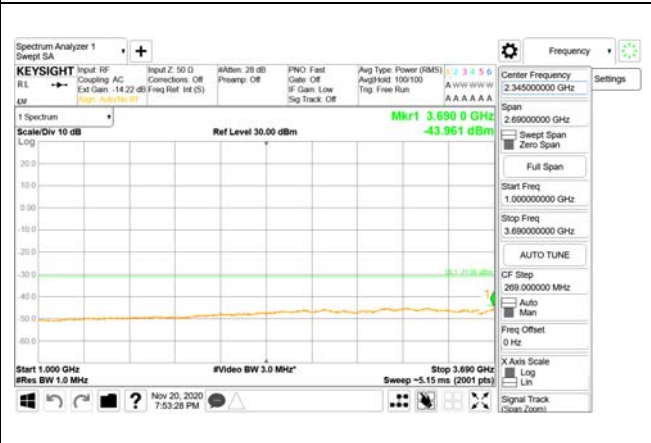 Spectrum Analyzer 1
Swept SA
+
Frequency
KEYSIGHT
RL
Input: RF
Coupling: AC
Ext Gain: -14.22 dB
Align: Auto/No RF
Input Z: 50 Ω
Corrections: Off
Freq Ref: Int (S)
#Atten: 28 dB
Preamp: Off
PNO: Fast
Gate: Off
IF Gain: Low
Sig Track: Off
Avg Type: Power (RMS)
Avg|Hold: 100/100
Trig: Free Run
1 2 3 4 5 6
A W W W W W
A A A A A A
1 Spectrum
Scale/Div 10 dB
Log
Ref Level 30.00 dBm
Mkr1 3.690 0 GHz
-43.961 dBm
20.0
10.0
0.00
-10.0
-20.0
-30.0
-40.0
-50.0
-60.0
1
Start 1.000 GHz
#Res BW 1.0 MHz
#Video BW 3.0 MHz*
Stop 3.690 GHz
Sweep ~5.15 ms (2001 pts)
?
Nov 20, 2020
7:53:28 PM
Center Frequency
2.345000000 GHz
Settings
Span
2.69000000 GHz
Swept Span
Zero Span
Full Span
Start Freq
1.000000000 GHz
Stop Freq
3.690000000 GHz
AUTO TUNE
CF Step
269.000000 MHz
Auto
Man
Freq Offset
0 Hz
X Axis Scale
Log
Lin
Signal Track
(Span Zoom)